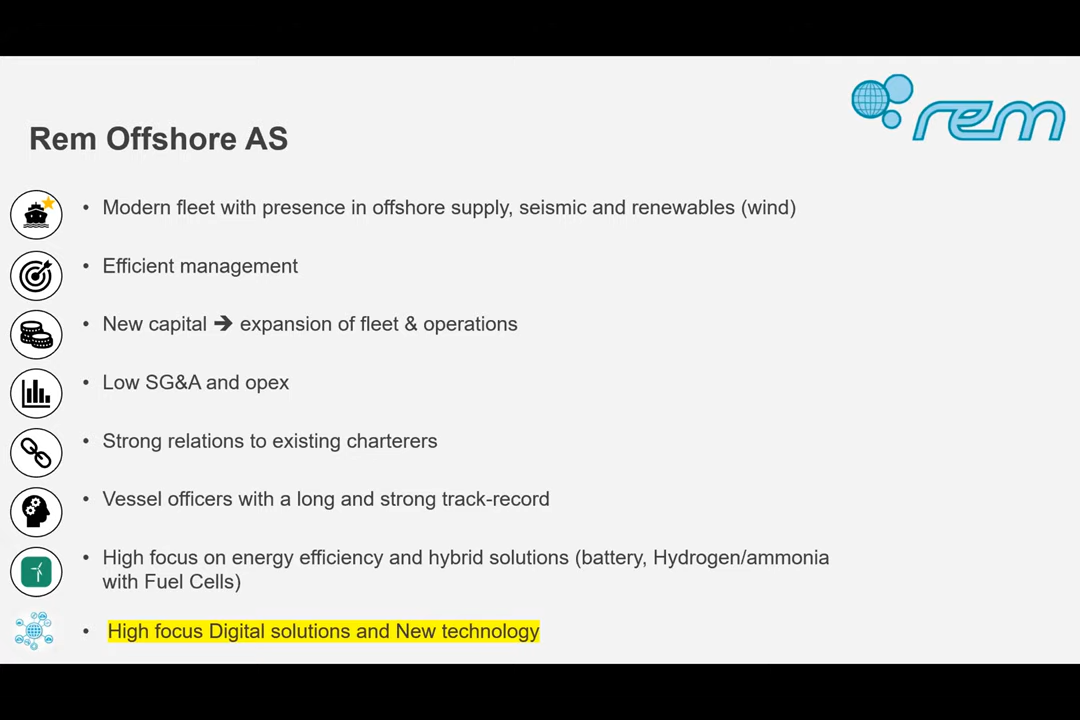 rem
Rem Offshore AS
• Modern fleet with presence in offshore supply, seismic and renewables (wind)
• Efficient management
• New capital ➔ expansion of fleet & operations
• Low SG&A and opex
• Strong relations to existing charterers
• Vessel officers with a long and strong track-record
• High focus on energy efficiency and hybrid solutions (battery, Hydrogen/ammonia
with Fuel Cells)
• High focus Digital solutions and New technology